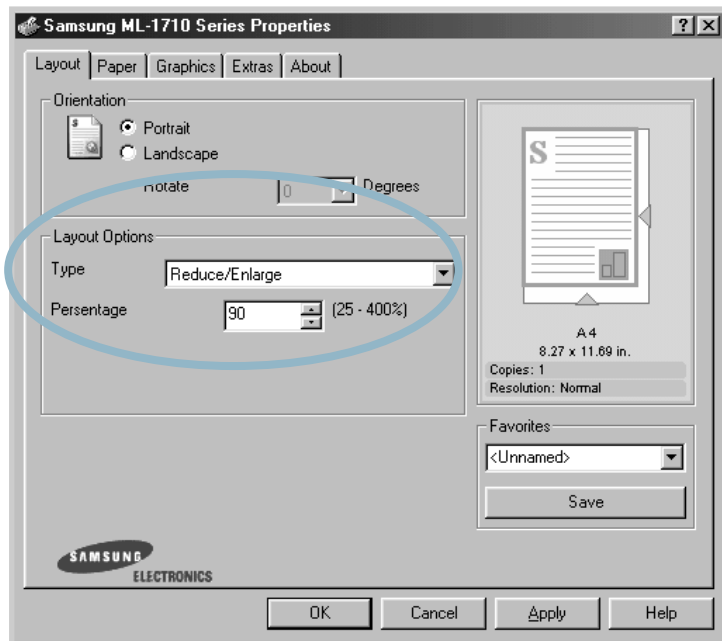 Samsung ML-1710 Series Properties
Layout Paper Graphics Extras About
Orientation
Portrait
Landscape
Rotate 0 Degrees
Layout Options
Type Reduce/Enlarge
Persentage 90 (25 - 400%)
S
A4
8.27 x 11.69 in.
Copies: 1
Resolution: Normal
Favorites
<Unnamed>
Save
SAMSUNG
ELECTRONICS
OK Cancel Apply Help